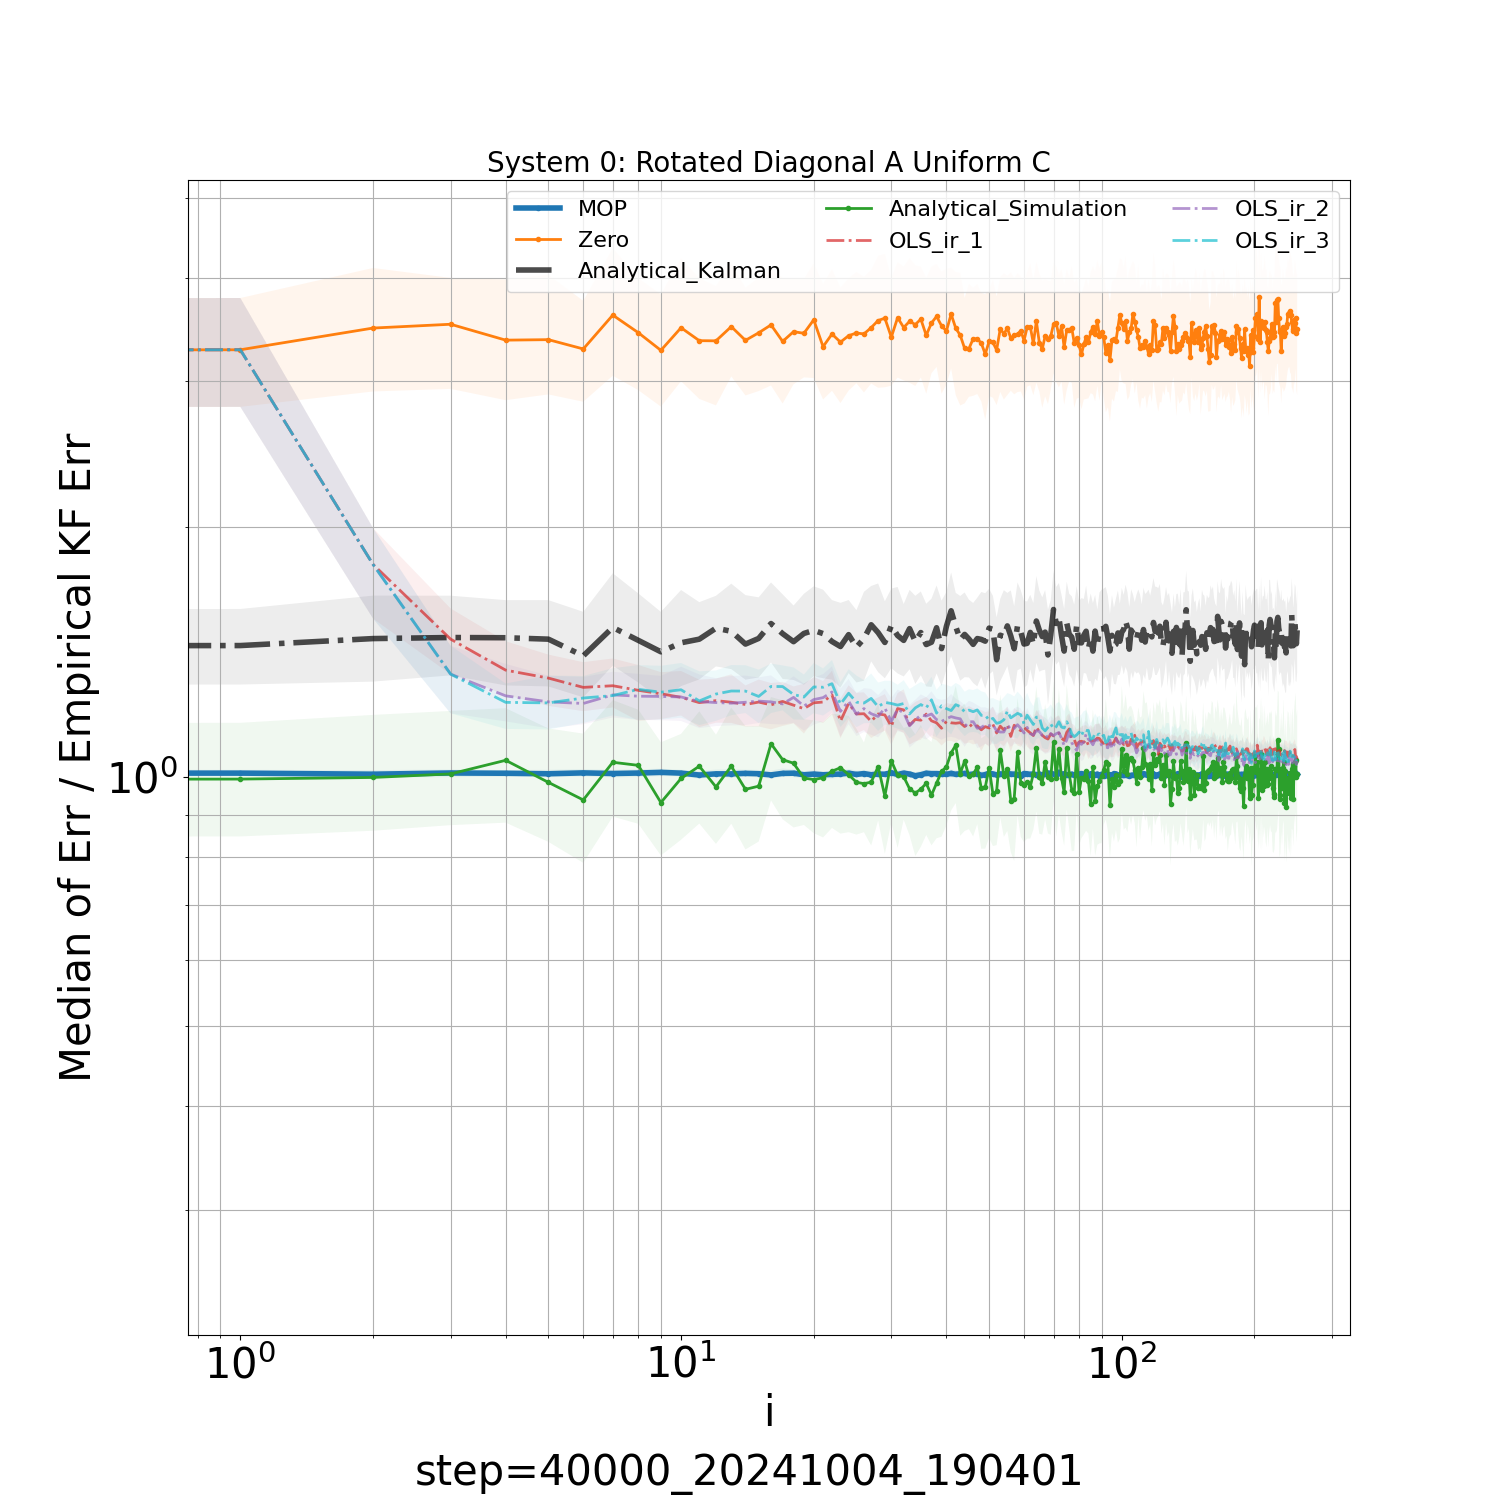 System 0: Rotated Diagonal A Uniform C
MOP
Zero
Analytical_Kalman
Analytical_Simulation
OLS_ir_1
OLS_ir_2
OLS_ir_3
Median of Err / Empirical KF Err
10⁰
10⁰ 10¹ 10²
i
step=40000_20241004_190401